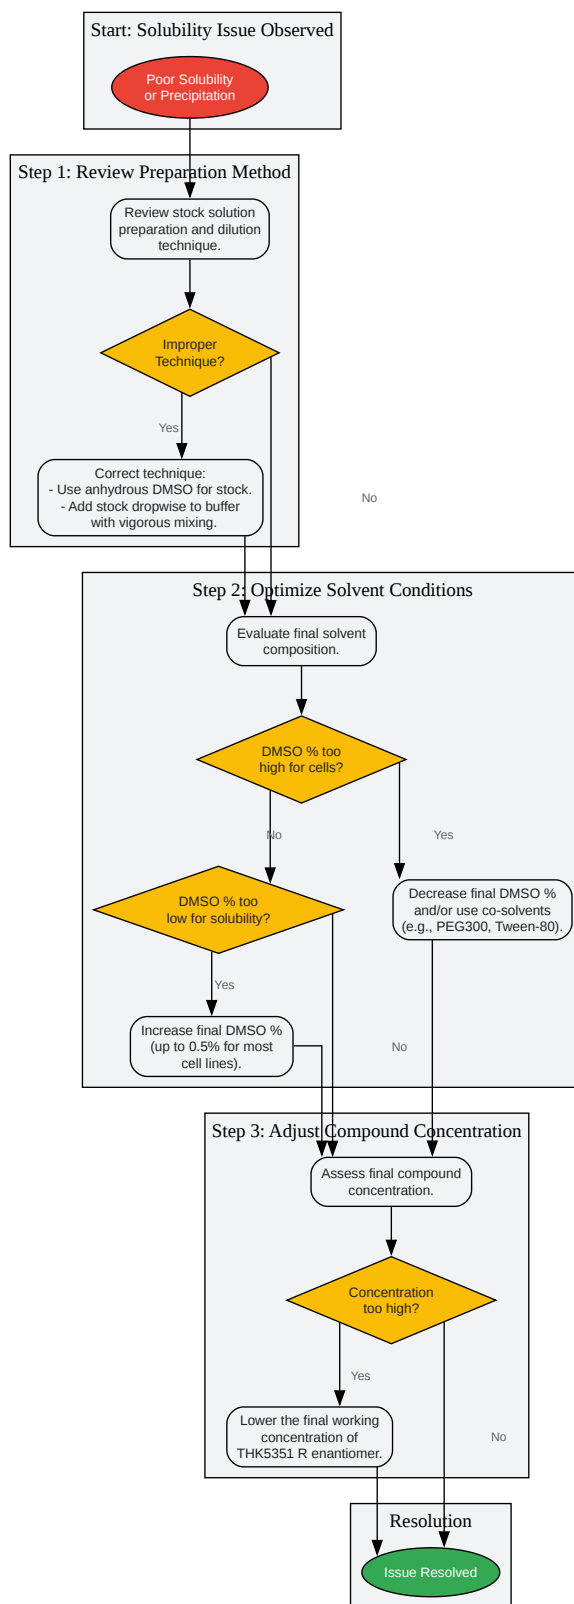 Start: Solubility Issue Observed
Poor Solubility
or Precipitation
Step 1: Review Preparation Method
Review stock solution
preparation and dilution
technique.
Improper
Technique?
Yes
Correct technique:
- Use anhydrous DMSO for stock.
- Add stock dropwise to buffer
with vigorous mixing.
No
Step 2: Optimize Solvent Conditions
Evaluate final solvent
composition.
DMSO % too
high for cells?
No
Yes
DMSO % too
low for solubility?
Decrease final DMSO %
and/or use co-solvents
(e.g., PEG300, Tween-80).
Yes
Increase final DMSO %
(up to 0.5% for most
cell lines).
No
Step 3: Adjust Compound Concentration
Assess final compound
concentration.
Concentration
too high?
Yes
Lower the final working
concentration of
THK5351 R enantiomer.
No
Resolution
Issue Resolved